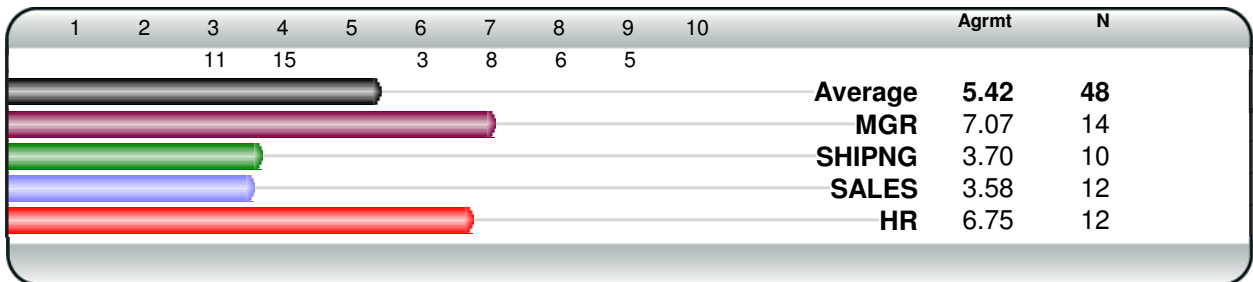 1 2 3 4 5 6 7 8 9 10 Agrmt N
11 15 3 8 6 5
Average 5.42 48
MGR 7.07 14
SHIPNG 3.70 10
SALES 3.58 12
HR 6.75 12